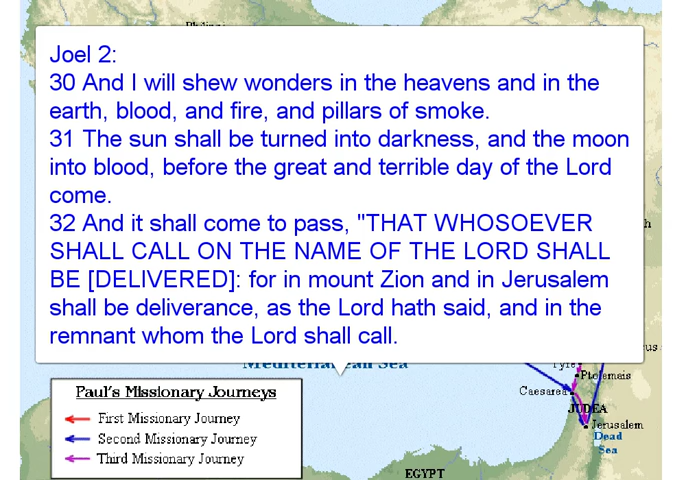 Joel 2:
30 And I will shew wonders in the heavens and in the
earth, blood, and fire, and pillars of smoke.
31 The sun shall be turned into darkness, and the moon
into blood, before the great and terrible day of the Lord
come.
32 And it shall come to pass, "THAT WHOSOEVER
SHALL CALL ON THE NAME OF THE LORD SHALL
BE [DELIVERED]: for in mount Zion and in Jerusalem
shall be deliverance, as the Lord hath said, and in the
remnant whom the Lord shall call.
Mediterranean Sea
Tyre
Ptolemais
Caesarea
JUDEA
Jerusalem
Dead
Sea
EGYPT
Paul's Missionary Journeys
First Missionary Journey
Second Missionary Journey
Third Missionary Journey